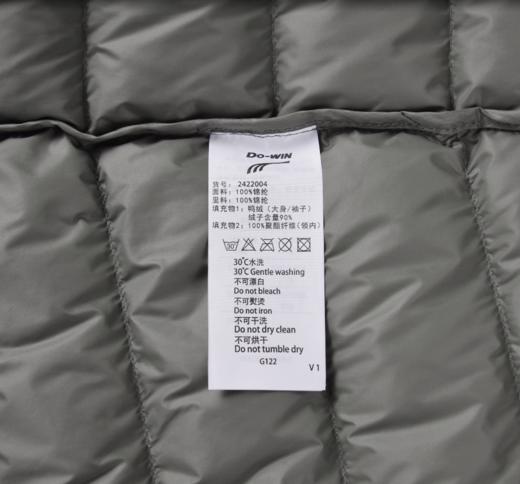 Do-WIN
货号: 2422004
面料: 100%锦纶
里料: 100%锦纶
填充物1: 鸭绒 (大身/袖子)
绒子含量90%
填充物2: 100%聚酯纤维(领内)
30℃水洗
30℃ Gentle washing
不可漂白
Do not bleach
不可熨烫
Do not iron
不可干洗
Do not dry clean
不可烘干
Do not tumble dry
G122
V1